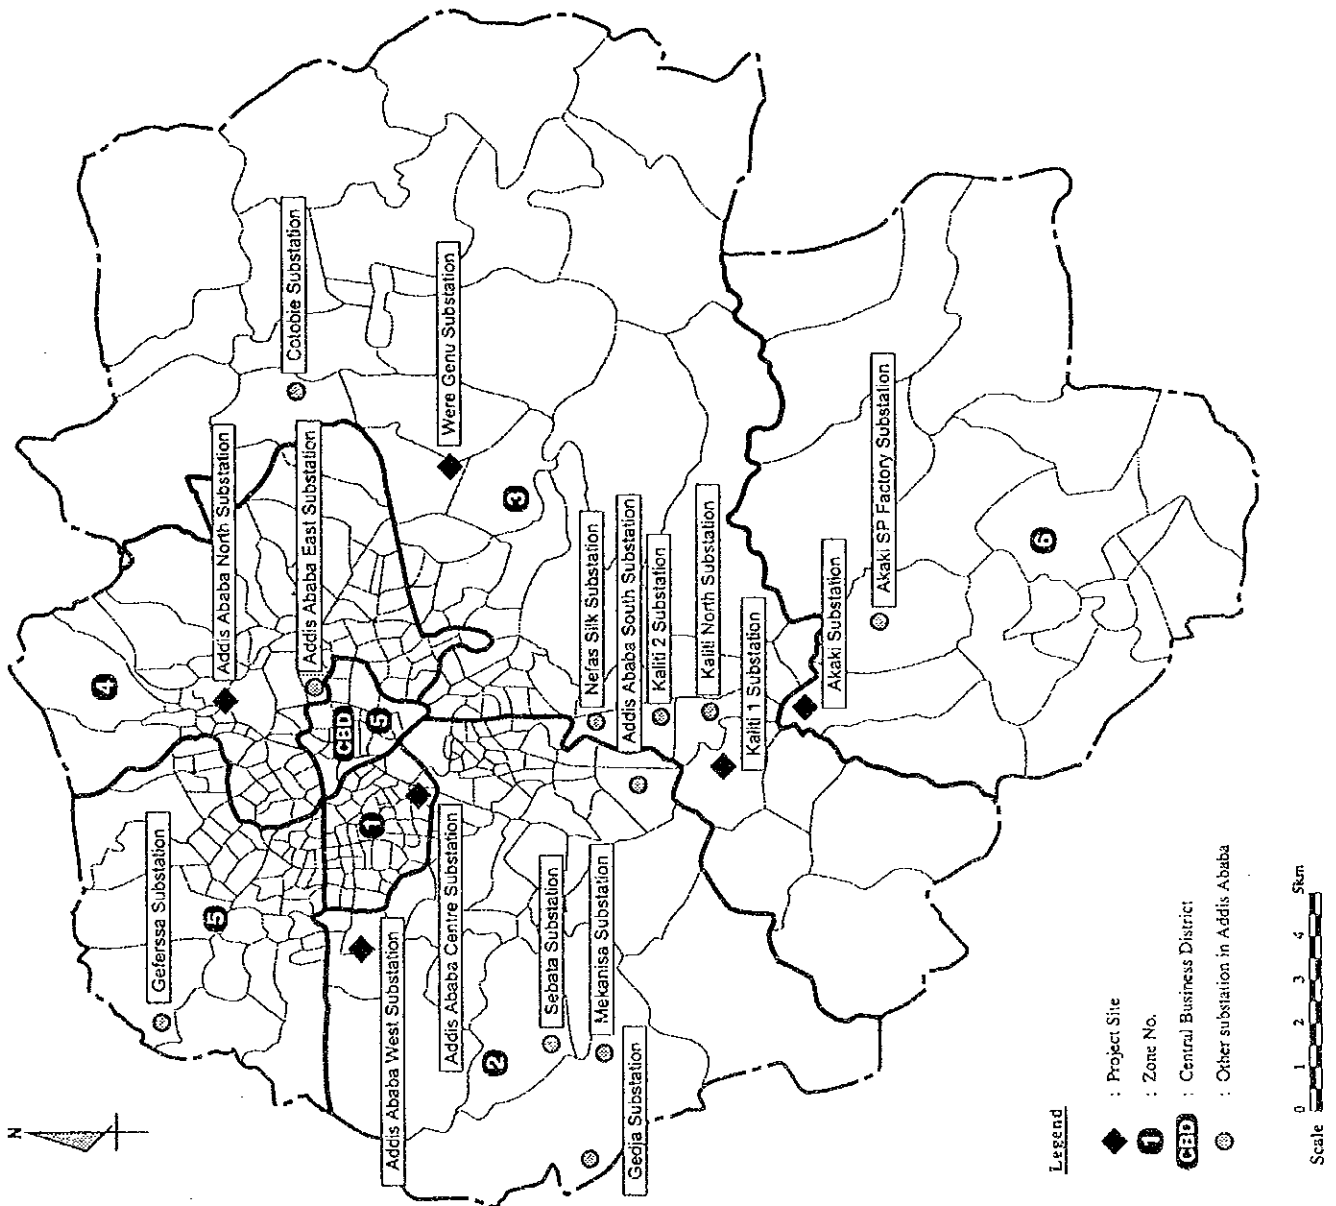 N
4
Addis Ababa North Substation
Cotobie Substation
Addis Ababa East Substation
Were Genu Substation
CBD
5
Geferssa Substation
5
1
3
Addis Ababa West Substation
Addis Ababa Centre Substation
2
Sebata Substation
Mekanisa Substation
Gedja Substation
Nefas Silk Substation
Addis Ababa South Substation
Kaliti 2 Substation
Kaliti North Substation
Kaliti 1 Substation
Akaki Substation
Akaki SP Factory Substation
6
Legend
: Project Site
1 : Zone No.
CBD : Central Business District
: Other substation in Addis Ababa
Scale 0 1 2 3 4 5km